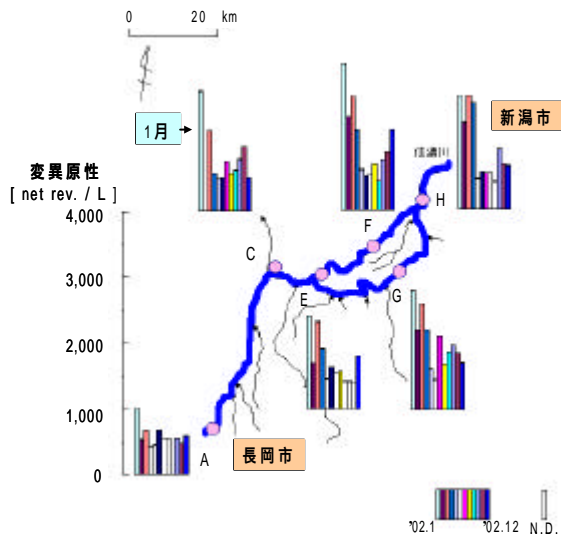 0 20 km
1月
新潟市
信濃川
変異原性
[ net rev. / L ]
4,000
H
F
C
3,000
E
G
2,000
1,000
A
長岡市
0
'02.1 '02.12 N.D.